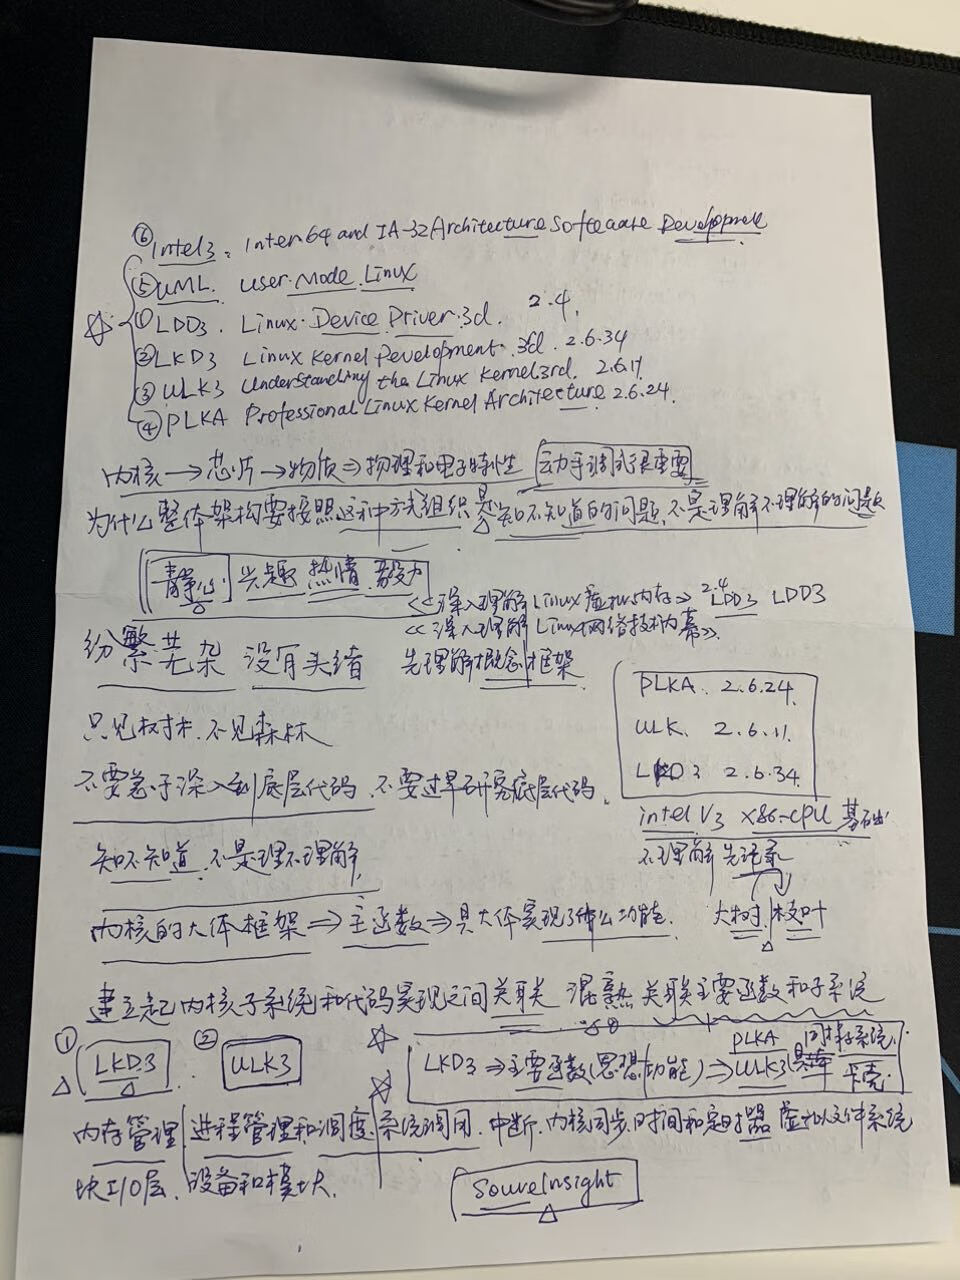 ⑥ Intel3: Inter64 and IA-32 Architecture Software Developme
⑤ UML. user. Mode. Linux
① LDD3. Linux. Device Driver. 3d. 2.4.
② LKD3 Linux Kernel Development. 3d. 2.6.34
③ ULK3 Understanding the Linux Kernel 3rd. 2.6.11.
④ PLKA Professional Linux Kernel Architecture 2.6.24.
内核→芯片→物质⇒物理和电子特性 动手调试很重要
为什么整体架构要按照这种方式组织是知不知道的问题,不是理解不理解的问题
静心. 兴趣 热情 毅力
<<深入理解Linux虚拟内存>> 2.4 LDD3 LDD3
<<深入理解Linux网络技术内幕>>.
纷繁芜杂 没有头绪 先理解概念框架
PLKA. 2.6.24.
ULK. 2.6.11.
LKD3 2.6.34
只见树木.不见森林
不要急于深入到底层代码.不要过早研究底层代码.
intel V3 x86-CPU 基础
知不知道.不是理不理解. 不理解 先记录
内核的大体框架⇒主函数⇒具大体实现了什么功能. 大树|枝叶
建立起内核子系统和代码实现之间关联 混熟 关联主要函数和子系统
① LKD3. ② ULK3
LKD3⇒主要函数(思想|功能)⇒PLKA ULK3 子系统.
内存管理|进程管理和调度.系统调用.中断.内核同步.时间和定时器 虚拟文件系统
块I/O层.设备和模块.
SouveInsight